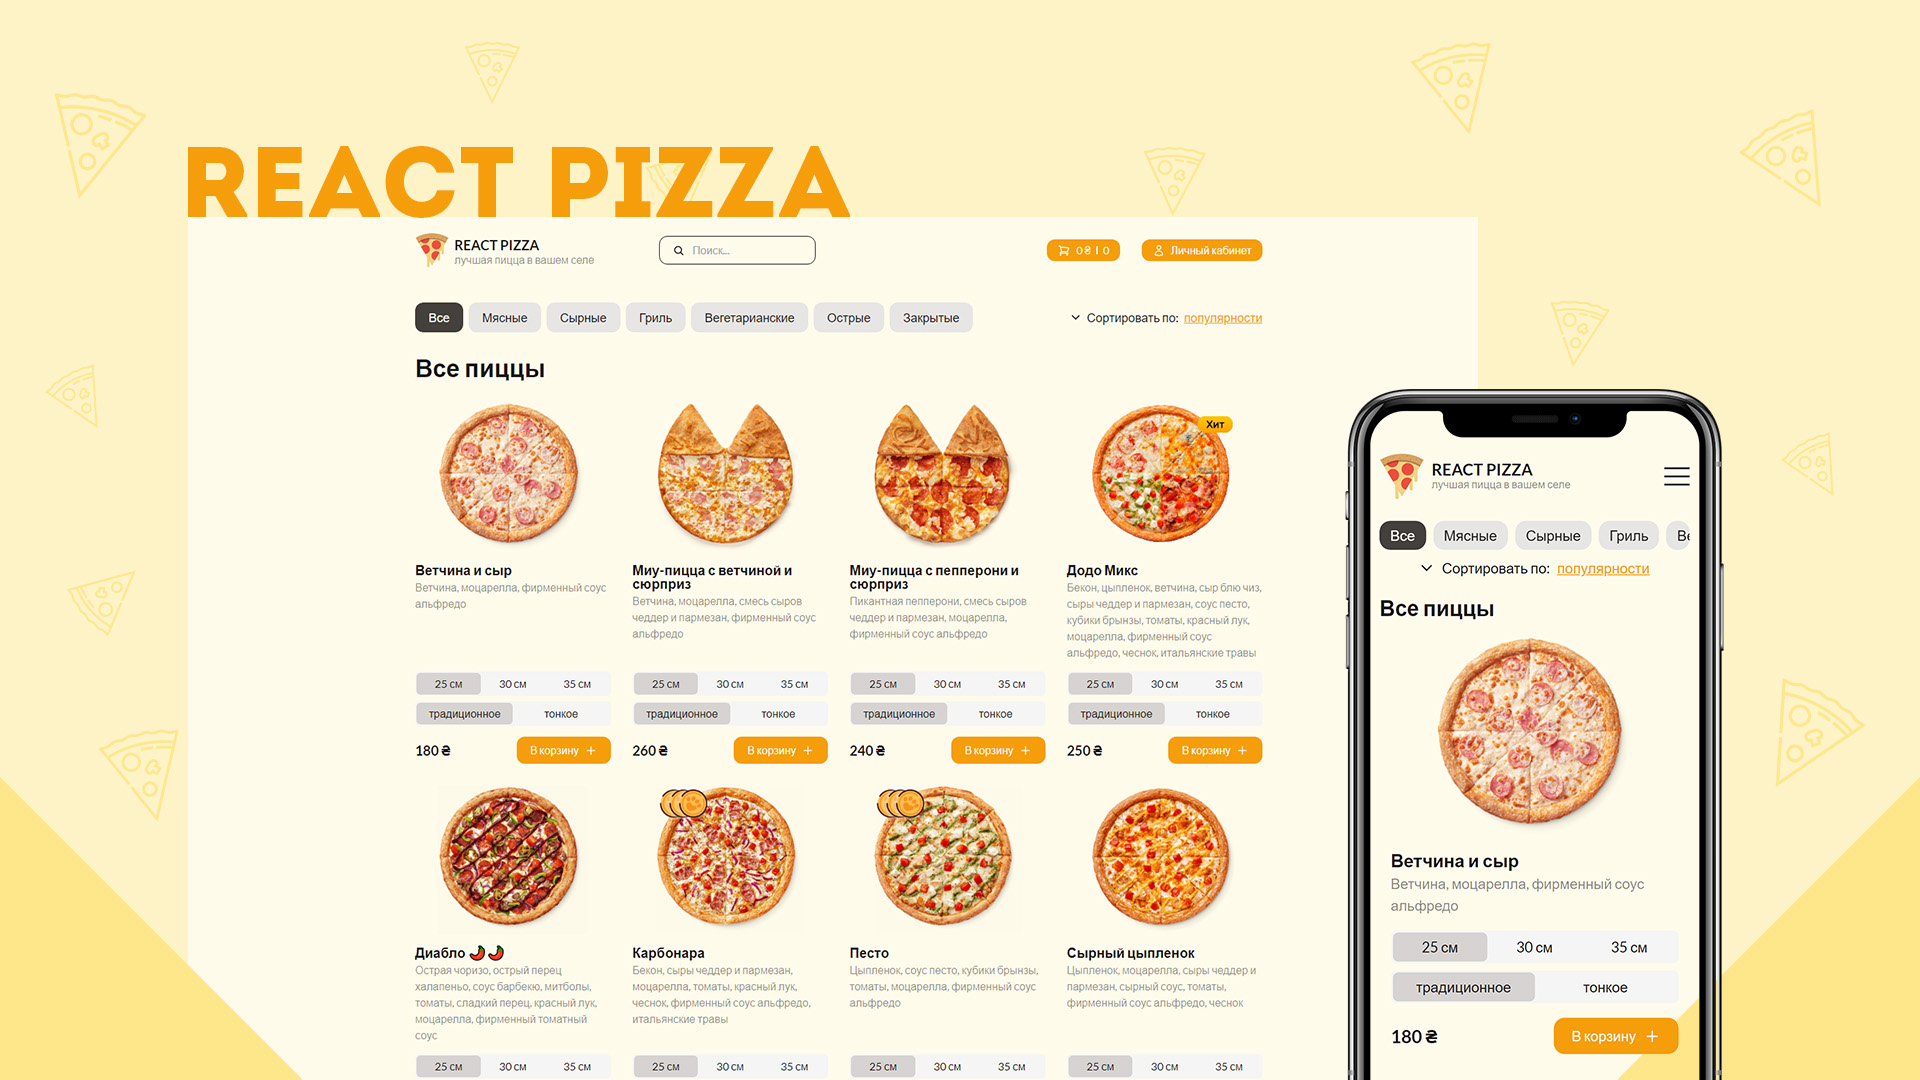 REACT PIZZA
REACT PIZZA
лучшая пицца в вашем селе
Поиск...
0 ₴ | 0
Личный кабинет
Все
Мясные
Сырные
Гриль
Вегетарианские
Острые
Закрытые
Сортировать по: популярности
Все пиццы
Хит
Ветчина и сыр
Ветчина, моцарелла, фирменный соус
альфредо
25 см 30 см 35 см
традиционное тонкое
180 ₴
В корзину +
Миу-пицца с ветчиной и
сюрприз
Ветчина, моцарелла, смесь сыров
чеддер и пармезан, фирменный соус
альфредо
25 см 30 см 35 см
традиционное тонкое
260 ₴
В корзину +
Миу-пицца с пепперони и
сюрприз
Пикантная пепперони, смесь сыров
чеддер и пармезан, моцарелла,
фирменный соус альфредо
25 см 30 см 35 см
традиционное тонкое
240 ₴
В корзину +
Додо Микс
Бекон, цыпленок, ветчина, сыр блю чиз,
сыры чеддер и пармезан, соус песто,
кубики брынзы, томаты, красный лук,
моцарелла, фирменный соус
альфредо, чеснок, итальянские травы
25 см 30 см 35 см
традиционное тонкое
250 ₴
В корзину +
Диабло
Острая чоризо, острый перец
халапеньо, соус барбекю, митболы,
томаты, сладкий перец, красный лук,
моцарелла, фирменный томатный
соус
25 см 30 см 35 см
Карбонара
Бекон, сыры чеддер и пармезан,
моцарелла, томаты, красный лук,
чеснок, фирменный соус альфредо,
итальянские травы
25 см 30 см 35 см
Песто
Цыпленок, соус песто, кубики брынзы,
томаты, моцарелла, фирменный соус
альфредо
25 см 30 см 35 см
Сырный цыпленок
Цыпленок, моцарелла, сыры чеддер и
пармезан, сырный соус, томаты,
фирменный соус альфредо, чеснок
25 см 30 см 35 см
REACT PIZZA
лучшая пицца в вашем селе
Все
Мясные
Сырные
Гриль
Ве
Сортировать по: популярности
Все пиццы
Ветчина и сыр
Ветчина, моцарелла, фирменный соус
альфредо
25 см 30 см 35 см
традиционное тонкое
180 ₴
В корзину +